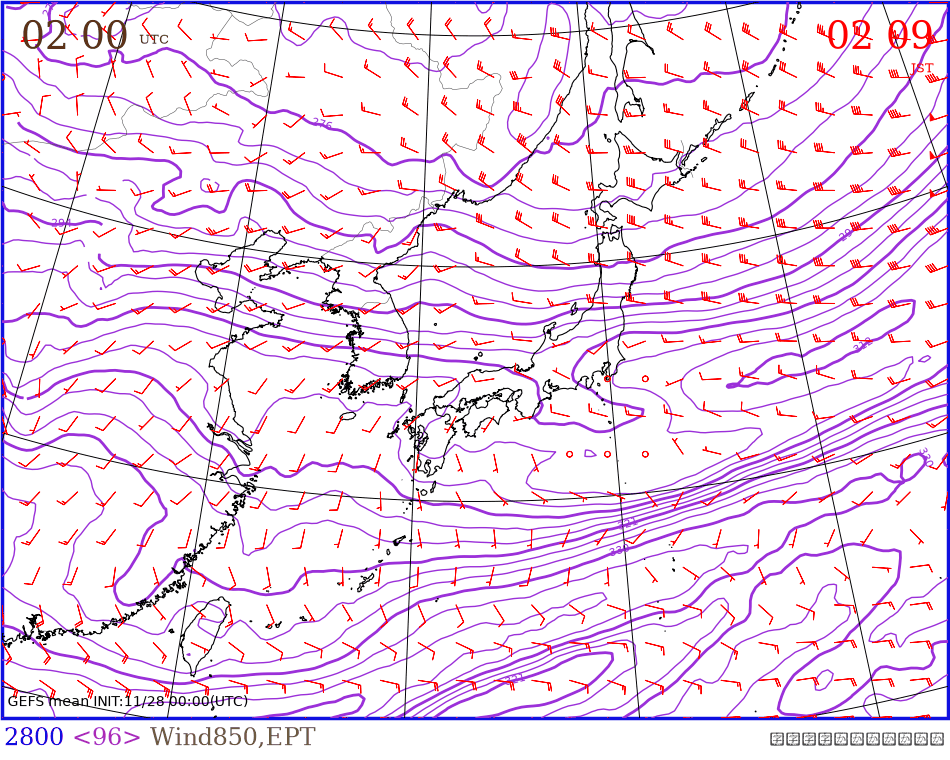 02 00 UTC
02 09 JST
276
291
GEFS mean INIT:11/28 00:00(UTC)
2800 <96> Wind850,EPT